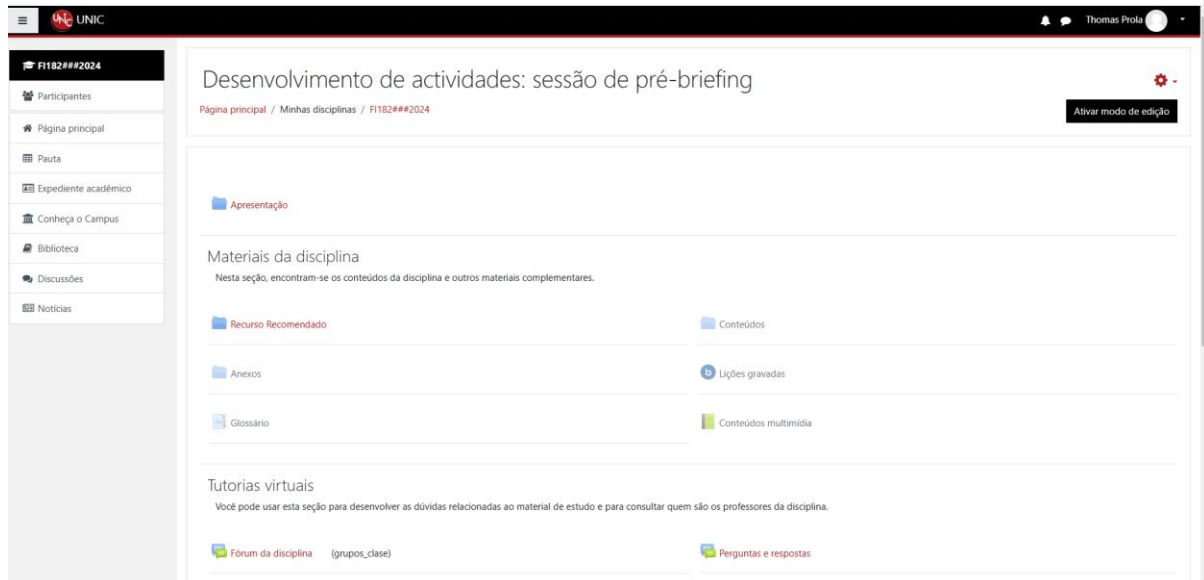 UNIC UNIC
Thomas Prola
FI182###2024
Participantes
Página principal
Pauta
Expediente acadêmico
Conheça o Campus
Biblioteca
Discussões
Notícias
Desenvolvimento de actividades: sessão de pré-briefing
Página principal / Minhas disciplinas / FI182###2024
Ativar modo de edição
Apresentação
Materiais da disciplina
Nesta seção, encontram-se os conteúdos da disciplina e outros materiais complementares.
Recurso Recomendado
Conteúdos
Anexos
Lições gravadas
Glossário
Conteúdos multimídia
Tutorias virtuais
Você pode usar esta seção para desenvolver as dúvidas relacionadas ao material de estudo e para consultar quem são os professores da disciplina.
Fórum da disciplina (grupos_clase)
Perguntas e respostas